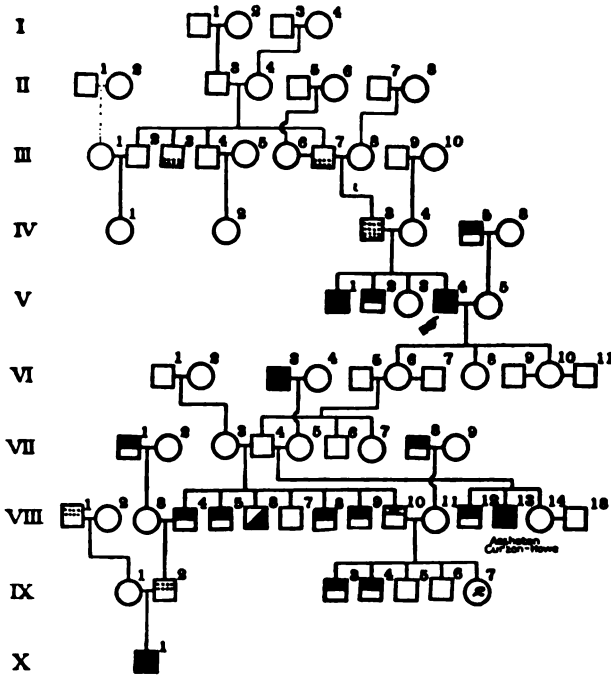 I 1 2 3 4
II 1 2 3 4 5 6 7 8
III 1 2 3 4 5 6 7 8 9 10
IV 1 2 3 4 5 6
V 1 2 3 4 5
VI 1 2 3 4 5 6 7 8 9 10 11
VII 1 2 3 4 5 6 7 8 9
VIII 1 2 3 4 5 6 7 8 9 10 11 12 13 14 15
Assheton
Curzon-Howe
IX 1 2 3 4 5 6 7
X 1